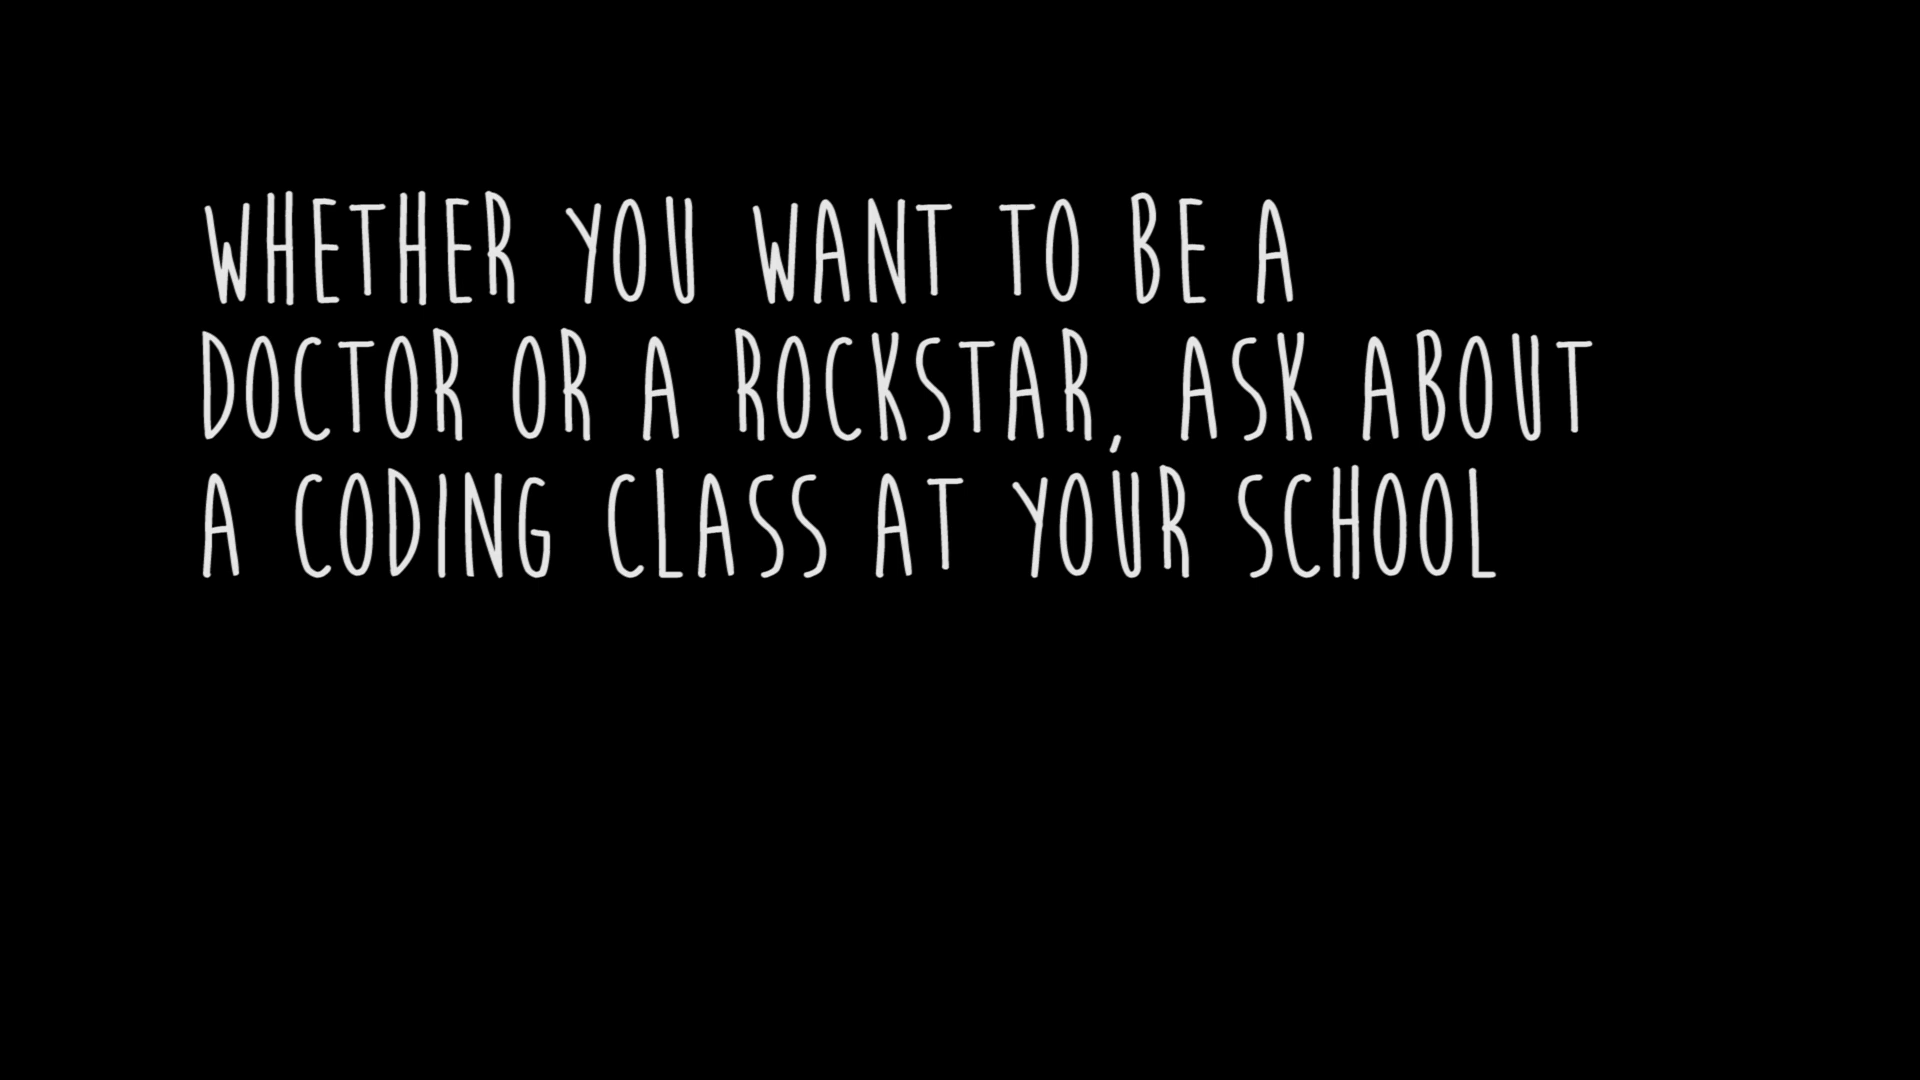 WHETHER YOU WANT TO BE A
DOCTOR OR A ROCKSTAR, ASK ABOUT
A CODING CLASS AT YOUR SCHOOL